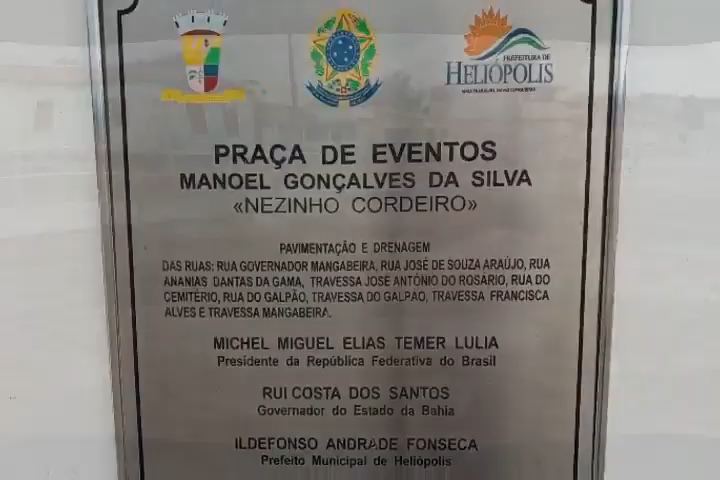 PREFEITURA DE
HELIÓPOLIS
PRAÇA DE EVENTOS
MANOEL GONÇALVES DA SILVA
«NEZINHO CORDEIRO»
PAVIMENTAÇÃO E DRENAGEM
DAS RUAS: RUA GOVERNADOR MANGABEIRA, RUA JOSÉ DE SOUZA ARAÚJO, RUA
ANANIAS DANTAS DA GAMA, TRAVESSA JOSÉ ANTÔNIO DO ROSÁRIO, RUA DO
CEMITÉRIO, RUA DO GALPÃO, TRAVESSA DO GALPÃO, TRAVESSA FRANCISCA
ALVES E TRAVESSA MANGABEIRA.
MICHEL MIGUEL ELIAS TEMER LULIA
Presidente da República Federativa do Brasil
RUI COSTA DOS SANTOS
Governador do Estado da Bahia
ILDEFONSO ANDRADE FONSECA
Prefeito Municipal de Heliópolis